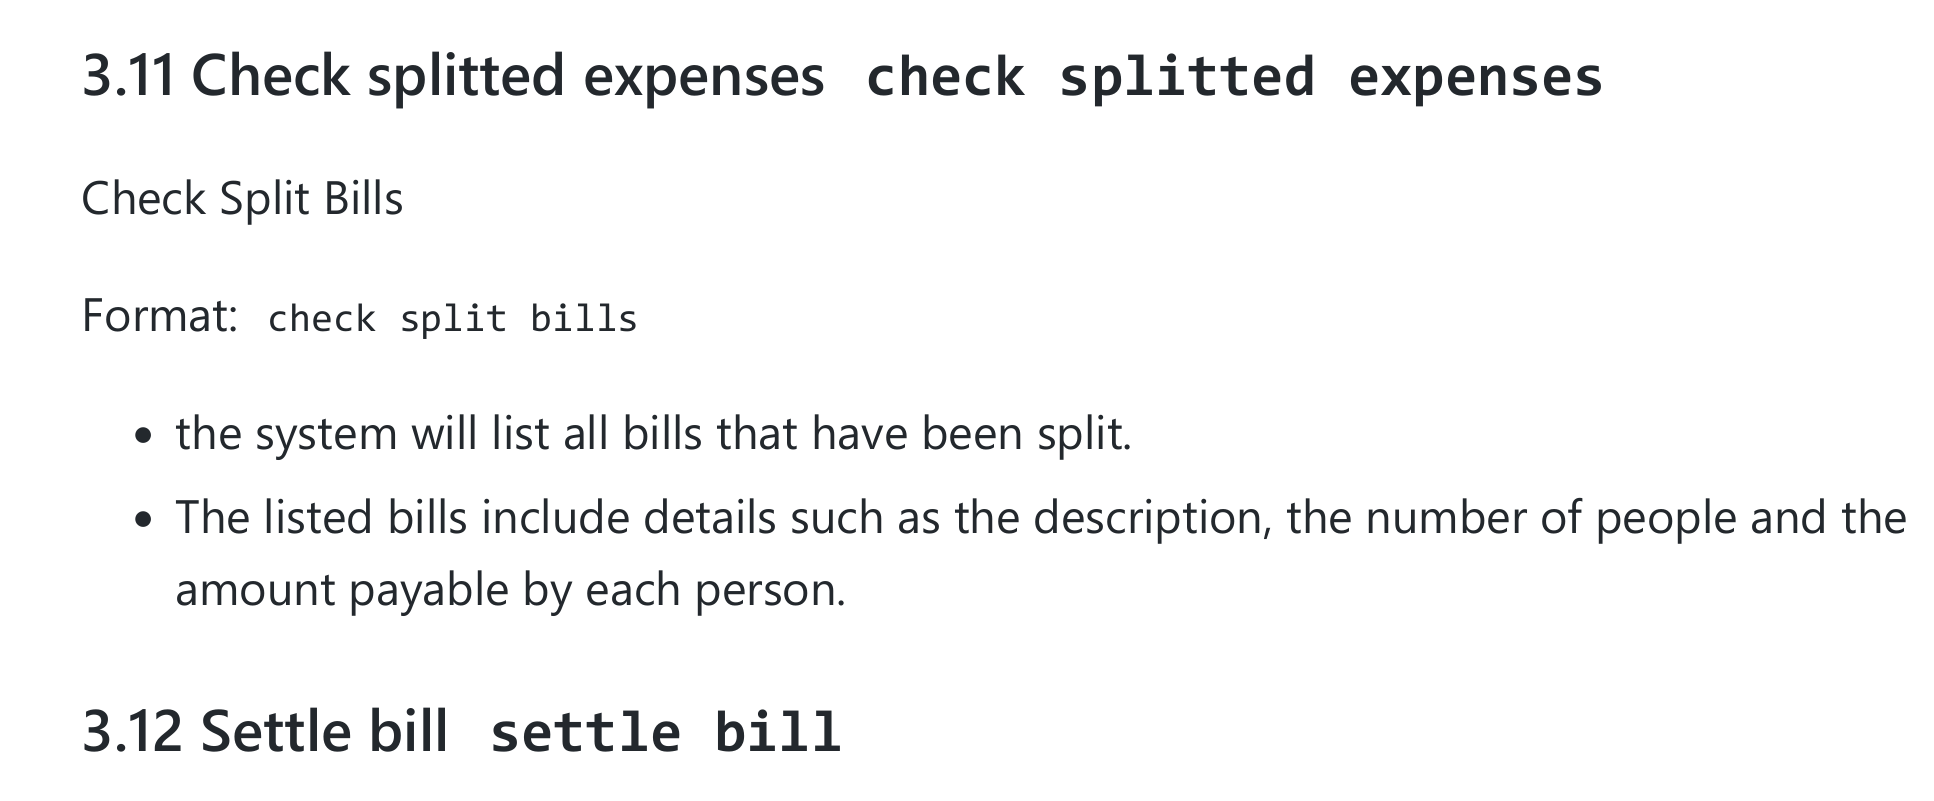 3.11 Check splitted expenses check splitted expenses
Check Split Bills
Format: check split bills
• the system will list all bills that have been split.
• The listed bills include details such as the description, the number of people and the
amount payable by each person.
3.12 Settle bill settle bill